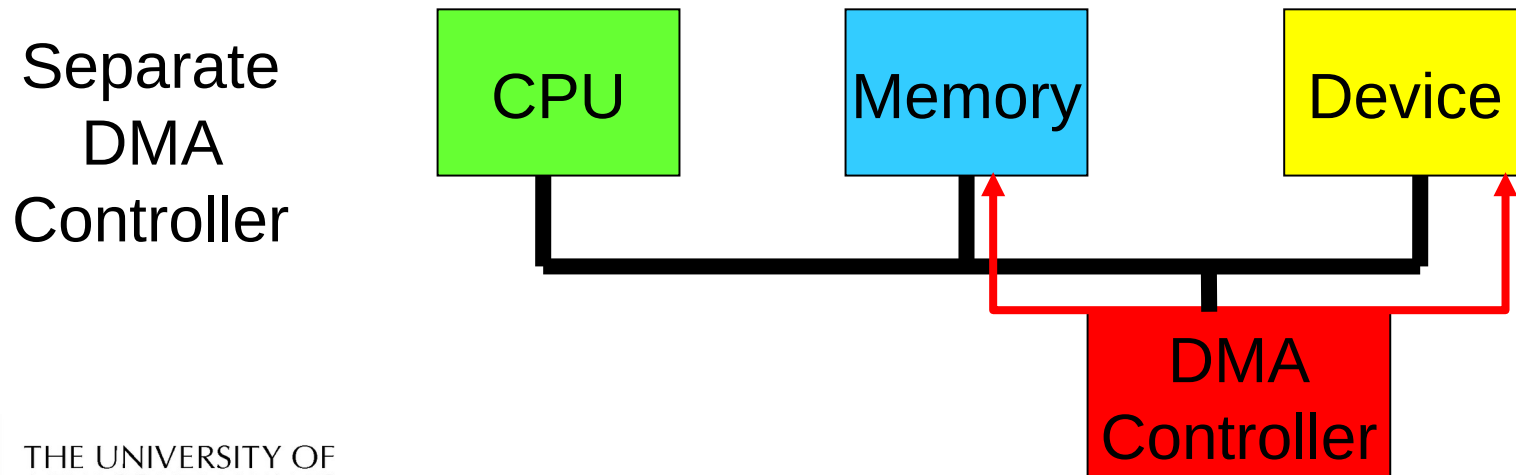 Separate
DMA
Controller
CPU
Memory
Device
DMA
Controller
THE UNIVERSITY OF